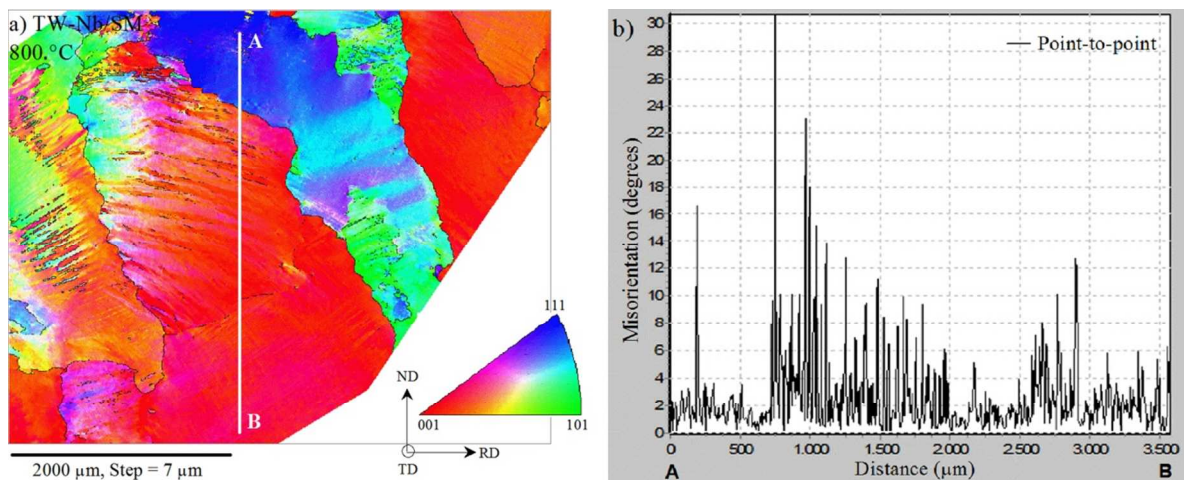 a) TW-Nb/SM
800 °C
A
B
111
001
101
ND
TD
RD
2000 µm, Step = 7 µm
b)
Point-to-point
Misorientation (degrees)
30
28
26
24
22
20
18
16
14
12
10
8
6
4
2
0
0
500
1.000
1.500
2.000
2.500
3.000
3.500
A
Distance (µm)
B